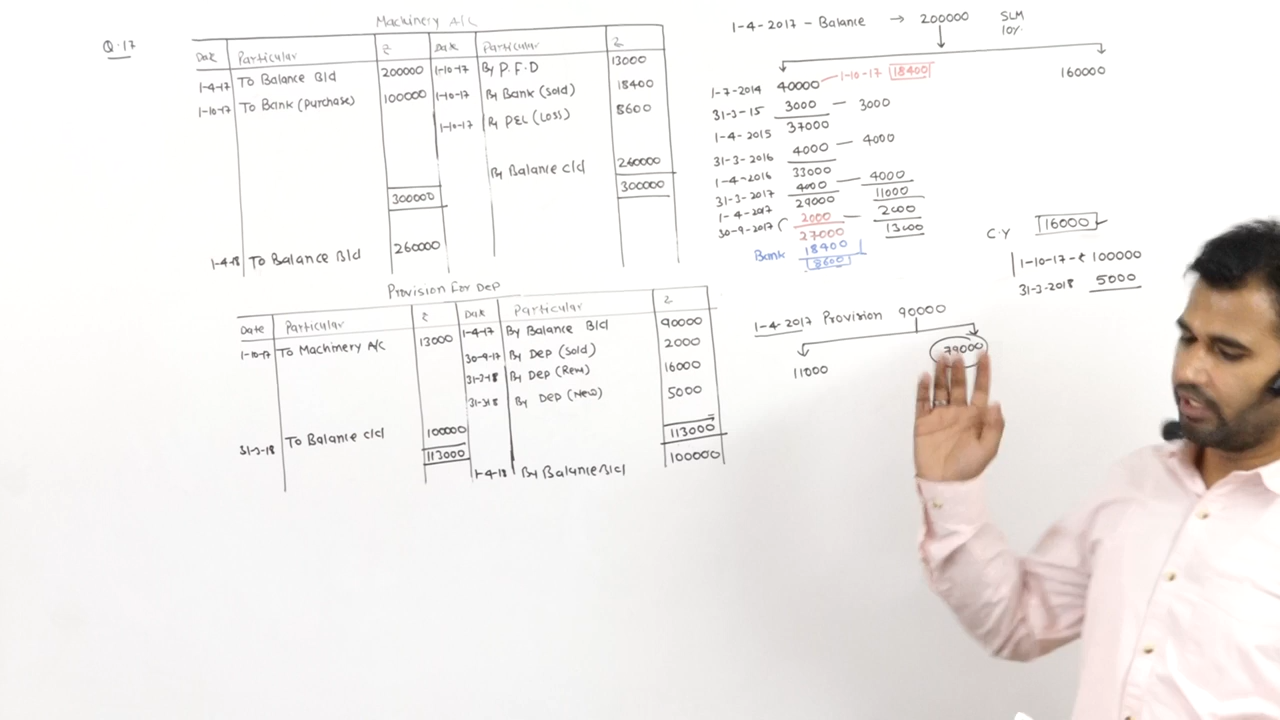 Q.17
Machinery A/C
Date Particular ₹ Date Particular ₹
1-4-17 To Balance B/d 200000 1-10-17 By P.F.D 13000
1-10-17 To Bank (Purchase) 100000 1-10-17 By Bank (Sold) 18400
1-10-17 By P&L (Loss) 8600
By Balance c/d 260000
300000 300000
1-4-18 To Balance B/d 260000
Provision For Dep
Date Particular ₹ Date Particular ₹
1-10-17 To Machinery A/c 13000 1-4-17 By Balance B/d 90000
30-9-17 By Dep (Sold) 2000
31-3-18 By Dep (Rem) 16000
31-3-18 By Dep (New) 5000
31-3-18 To Balance c/d 100000
113000 113000
1-4-18 By Balance B/d 100000
1-4-2017 - Balance → 200000 SLM
10%
1-7-2014 40000 1-10-17 18400 160000
31-3-15 3000 — 3000
1-4-2015 37000
31-3-2016 4000 — 4000
1-4-2016 33000
31-3-2017 4000 — 4000
1-4-2017 29000 11000
30-9-2017 2000 — 2000
27000 13000
Bank 18400
8600
C.Y 16000
1-10-17 - 100000
31-3-2018 5000
1-4-2017 Provision 90000
11000 79000